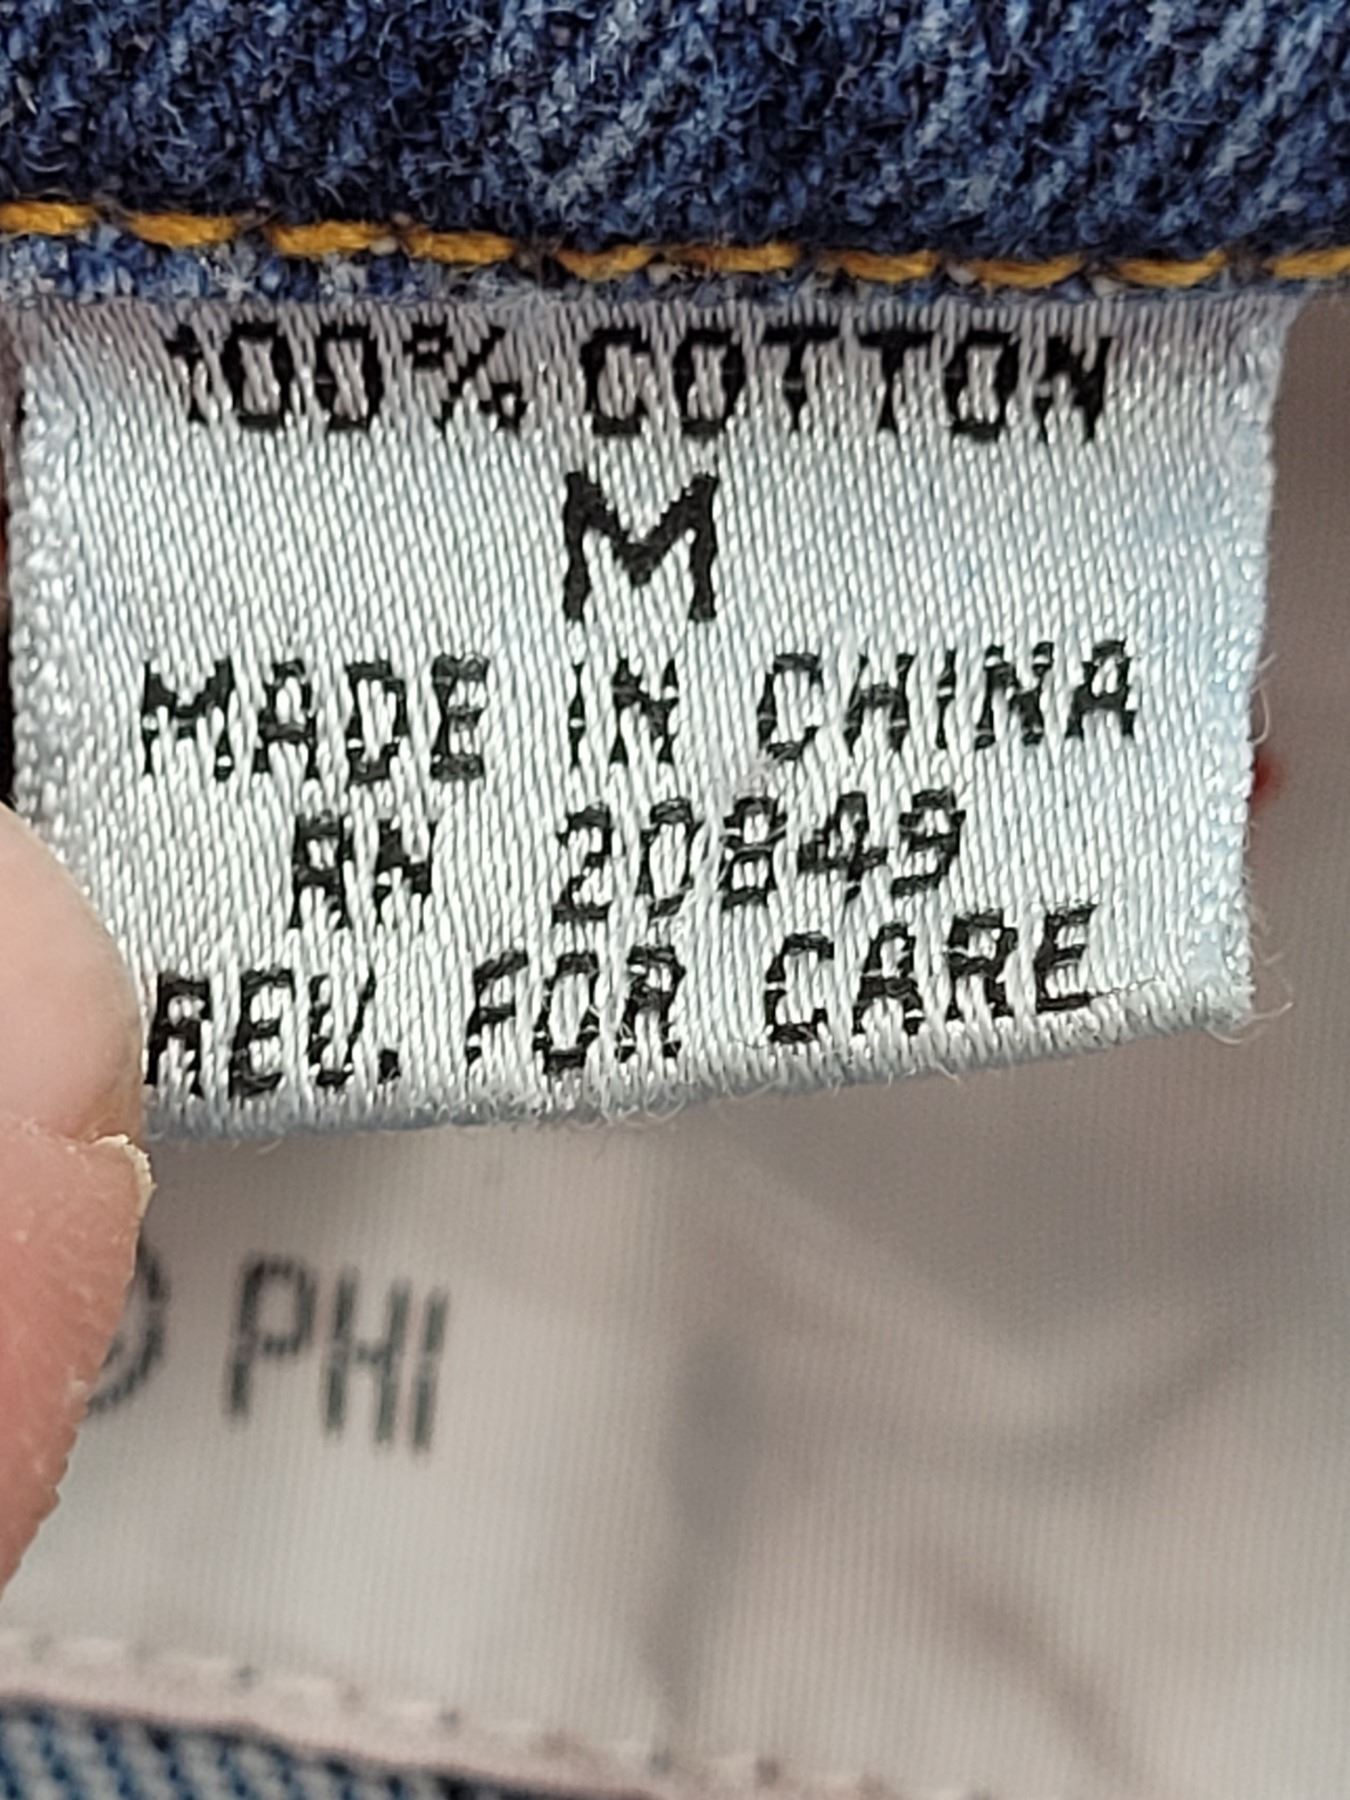 100% COTTON
M
MADE IN CHINA
RN 20849
REV. FOR CARE
© PHI